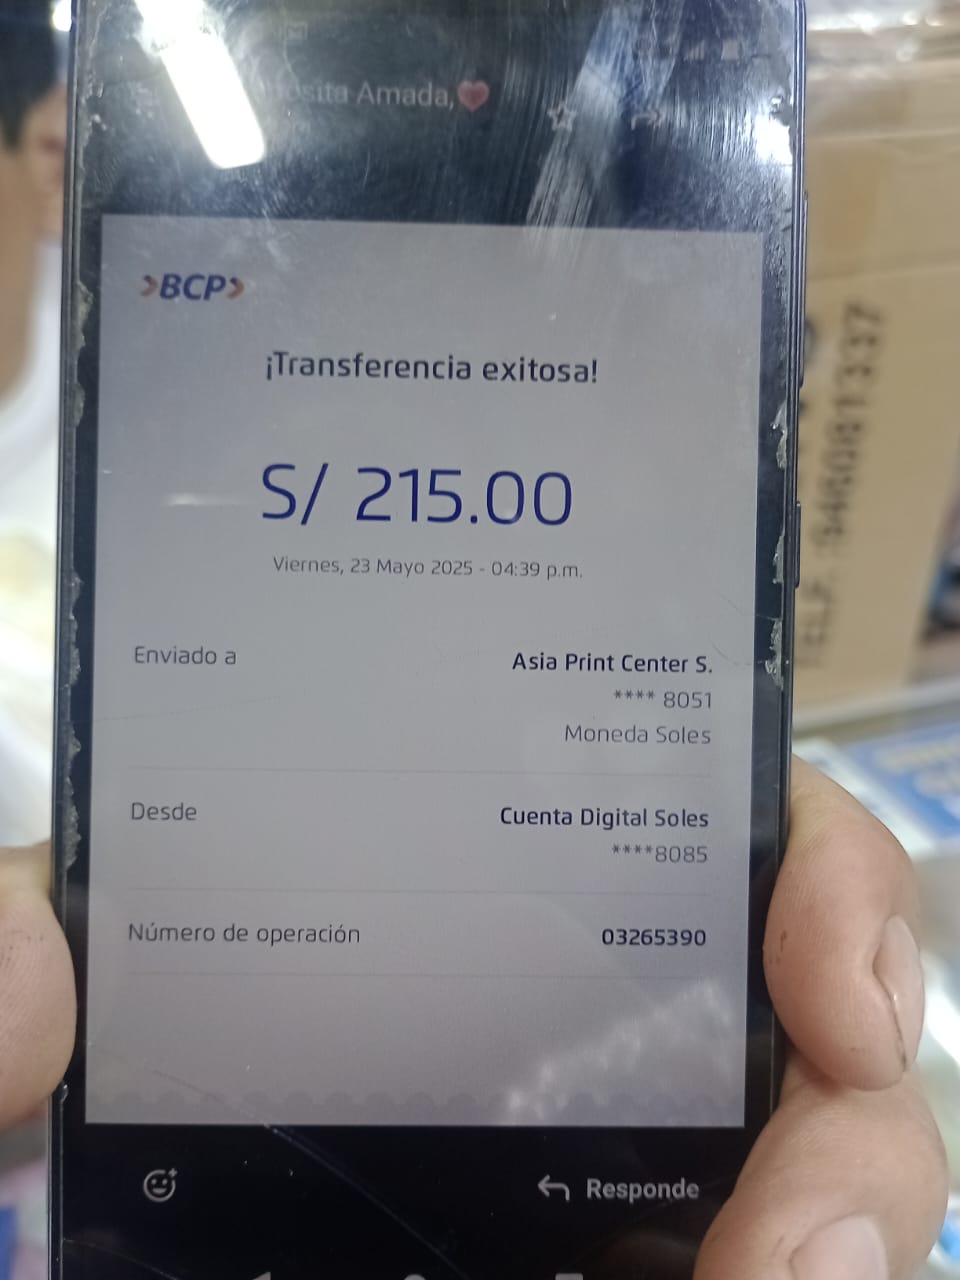 Amada,❤
>BCP>
¡Transferencia exitosa!
S/ 215.00
Viernes, 23 Mayo 2025 - 04:39 p.m.
Enviado a
Asia Print Center S.
**** 8051
Moneda Soles
Desde
Cuenta Digital Soles
****8085
Número de operación
03265390
Responde